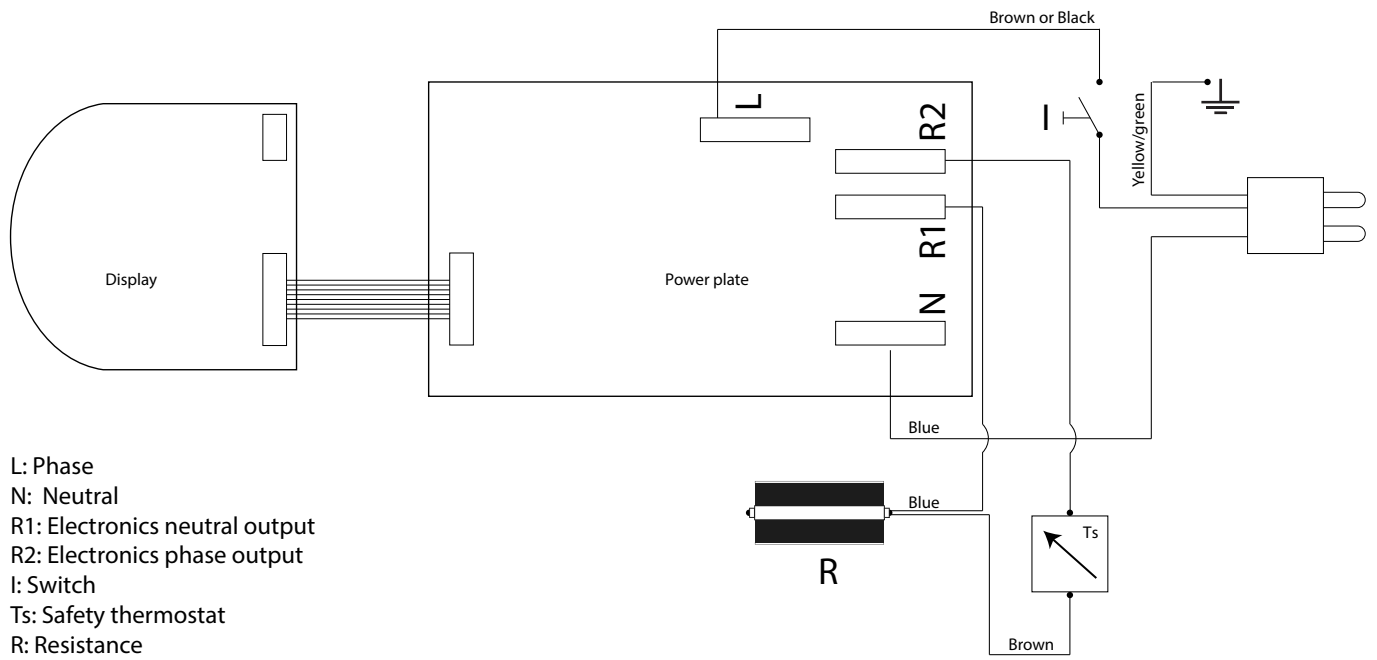 Brown or Black
L
R2
I
Yellow/green
R1
Display
Power plate
N
Blue
L: Phase
N: Neutral
R1: Electronics neutral output
R2: Electronics phase output
I: Switch
Ts: Safety thermostat
R: Resistance
Blue
Ts
R
Brown